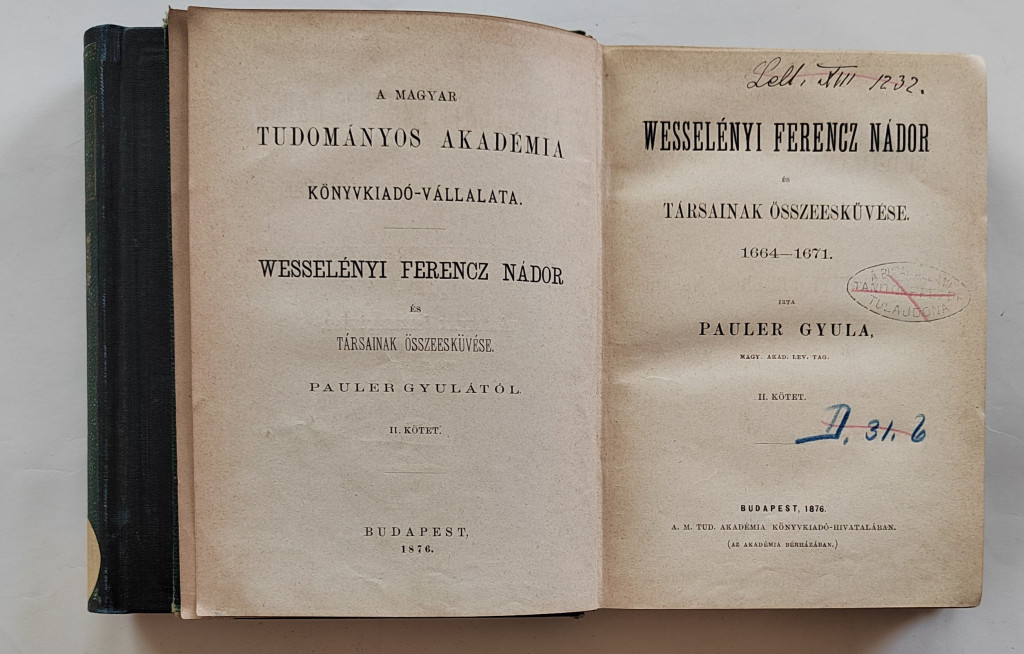 A MAGYAR
TUDOMÁNYOS AKADÉMIA
KÖNYVKIADÓ-VÁLLALATA.
WESSELÉNYI FERENCZ NÁDOR
ÉS
TÁRSAINAK ÖSSZEESKÜVÉSE.
PAULER GYULÁTÓL.
II. KÖTET.
BUDAPEST,
1876.
Lelt. XIII 1232.
WESSELÉNYI FERENCZ NÁDOR
ÉS
TÁRSAINAK ÖSSZEESKÜVÉSE.
1664—1671.
TULAJDONA
IRTA
PAULER GYULA,
MAGY. AKAD. LEV. TAG.
II. KÖTET.
II. 31. 6
BUDAPEST, 1876.
A. M. TUD. AKADÉMIA KÖNYVKIADÓ-HIVATALÁBAN.
(AZ AKADÉMIA BÉRHÁZÁBAN.)